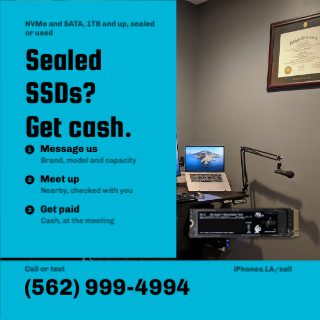 NVMe and SATA, 1TB and up, sealed
or used
Sealed
SSDs?
Get cash.
1 Message us
Brand, model and capacity
2 Meet up
Nearby, checked with you
3 Get paid
Cash, at the meeting
Call or text
iPhones.LA/sell
(562) 999-4994